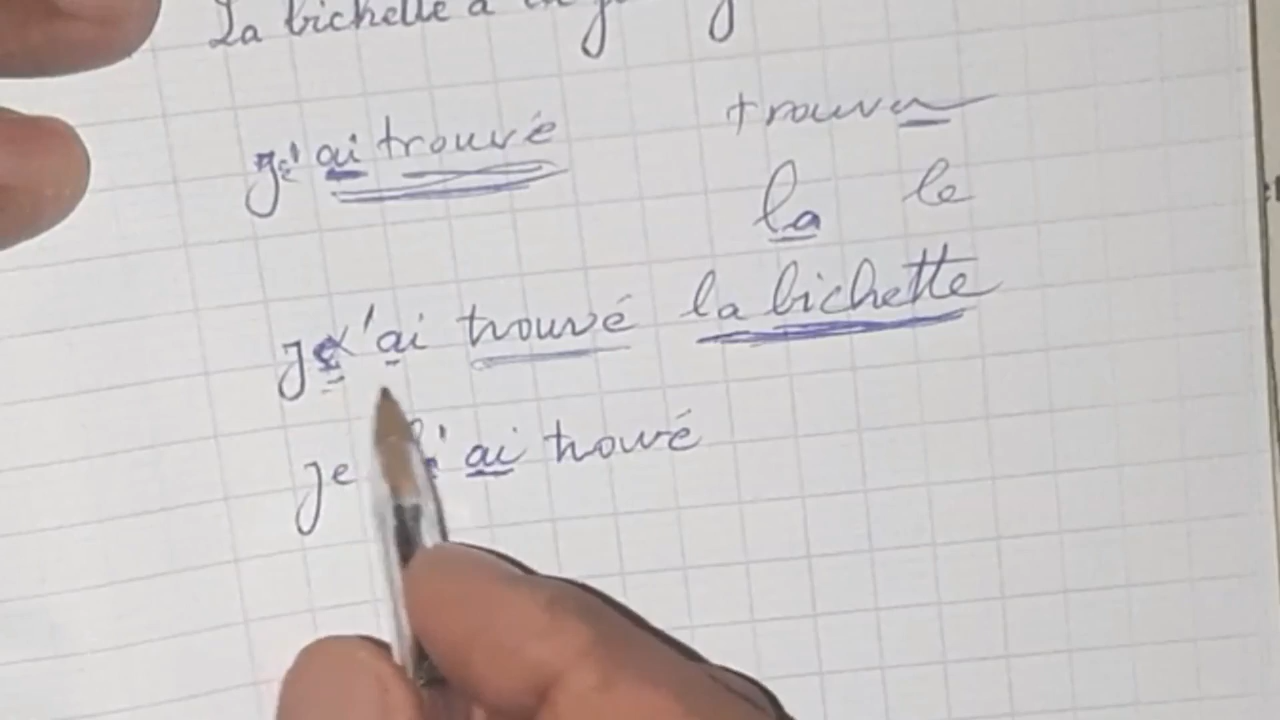 La bichette a
j'ai trouvé trouver
la le
j'ai trouvé la bichette
je l'ai trouvé